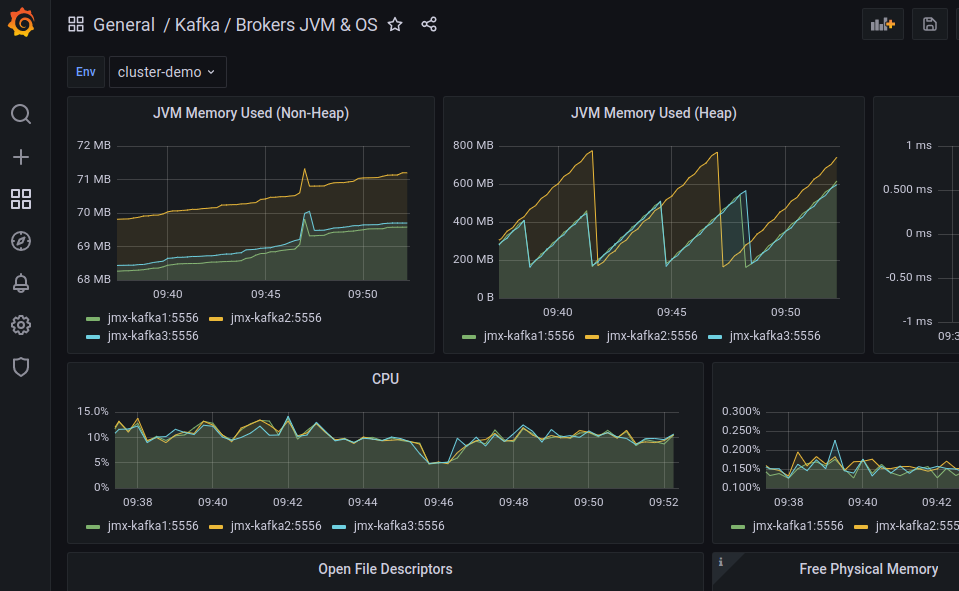 General / Kafka / Brokers JVM & OS
Env cluster-demo
JVM Memory Used (Non-Heap)
72 MB
71 MB
70 MB
69 MB
68 MB
09:40 09:45 09:50
jmx-kafka1:5556 jmx-kafka2:5556
jmx-kafka3:5556
JVM Memory Used (Heap)
800 MB
600 MB
400 MB
200 MB
0 B
09:40 09:45 09:50
jmx-kafka1:5556 jmx-kafka2:5556 jmx-kafka3:5556
1 ms
0.500 ms
0 ms
-0.50 ms
-1 ms
09:3
CPU
15.0%
10%
5%
0%
09:38 09:40 09:42 09:44 09:46 09:48 09:50 09:52
jmx-kafka1:5556 jmx-kafka2:5556 jmx-kafka3:5556
0.300%
0.250%
0.200%
0.150%
0.100%
09:38 09:40 09:42
jmx-kafka1:5556 jmx-kafka2:555
Open File Descriptors
i
Free Physical Memory